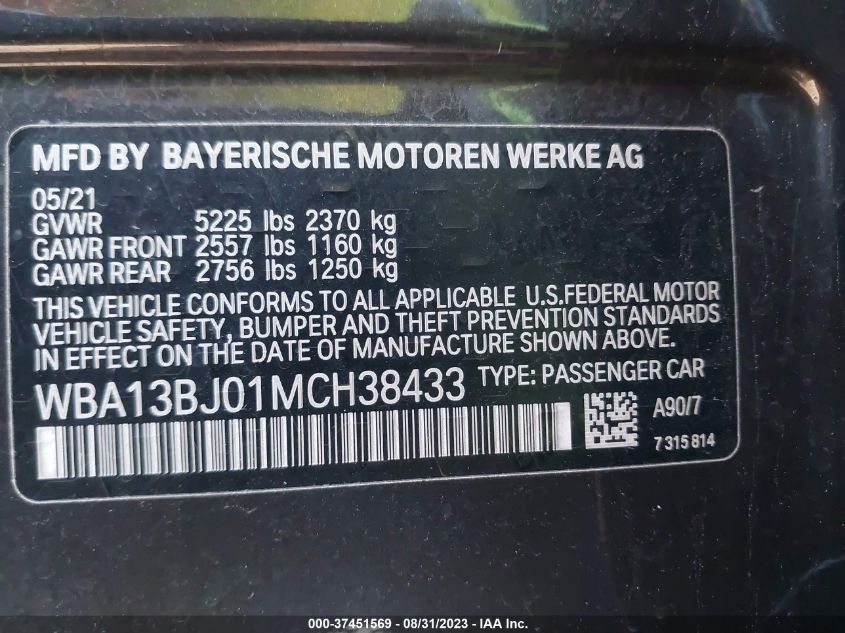 MFD BY BAYERISCHE MOTOREN WERKE AG
05/21
GVWR 5225 lbs 2370 kg
GAWR FRONT 2557 lbs 1160 kg
GAWR REAR 2756 lbs 1250 kg
THIS VEHICLE CONFORMS TO ALL APPLICABLE U.S.FEDERAL MOTOR
VEHICLE SAFETY, BUMPER AND THEFT PREVENTION STANDARDS
IN EFFECT ON THE DATE OF MANUFACTURE SHOWN ABOVE.
WBA13BJ01MCH38433 TYPE: PASSENGER CAR
A90/7
7 315 814
000-37451569 - 08/31/2023 - IAA Inc.